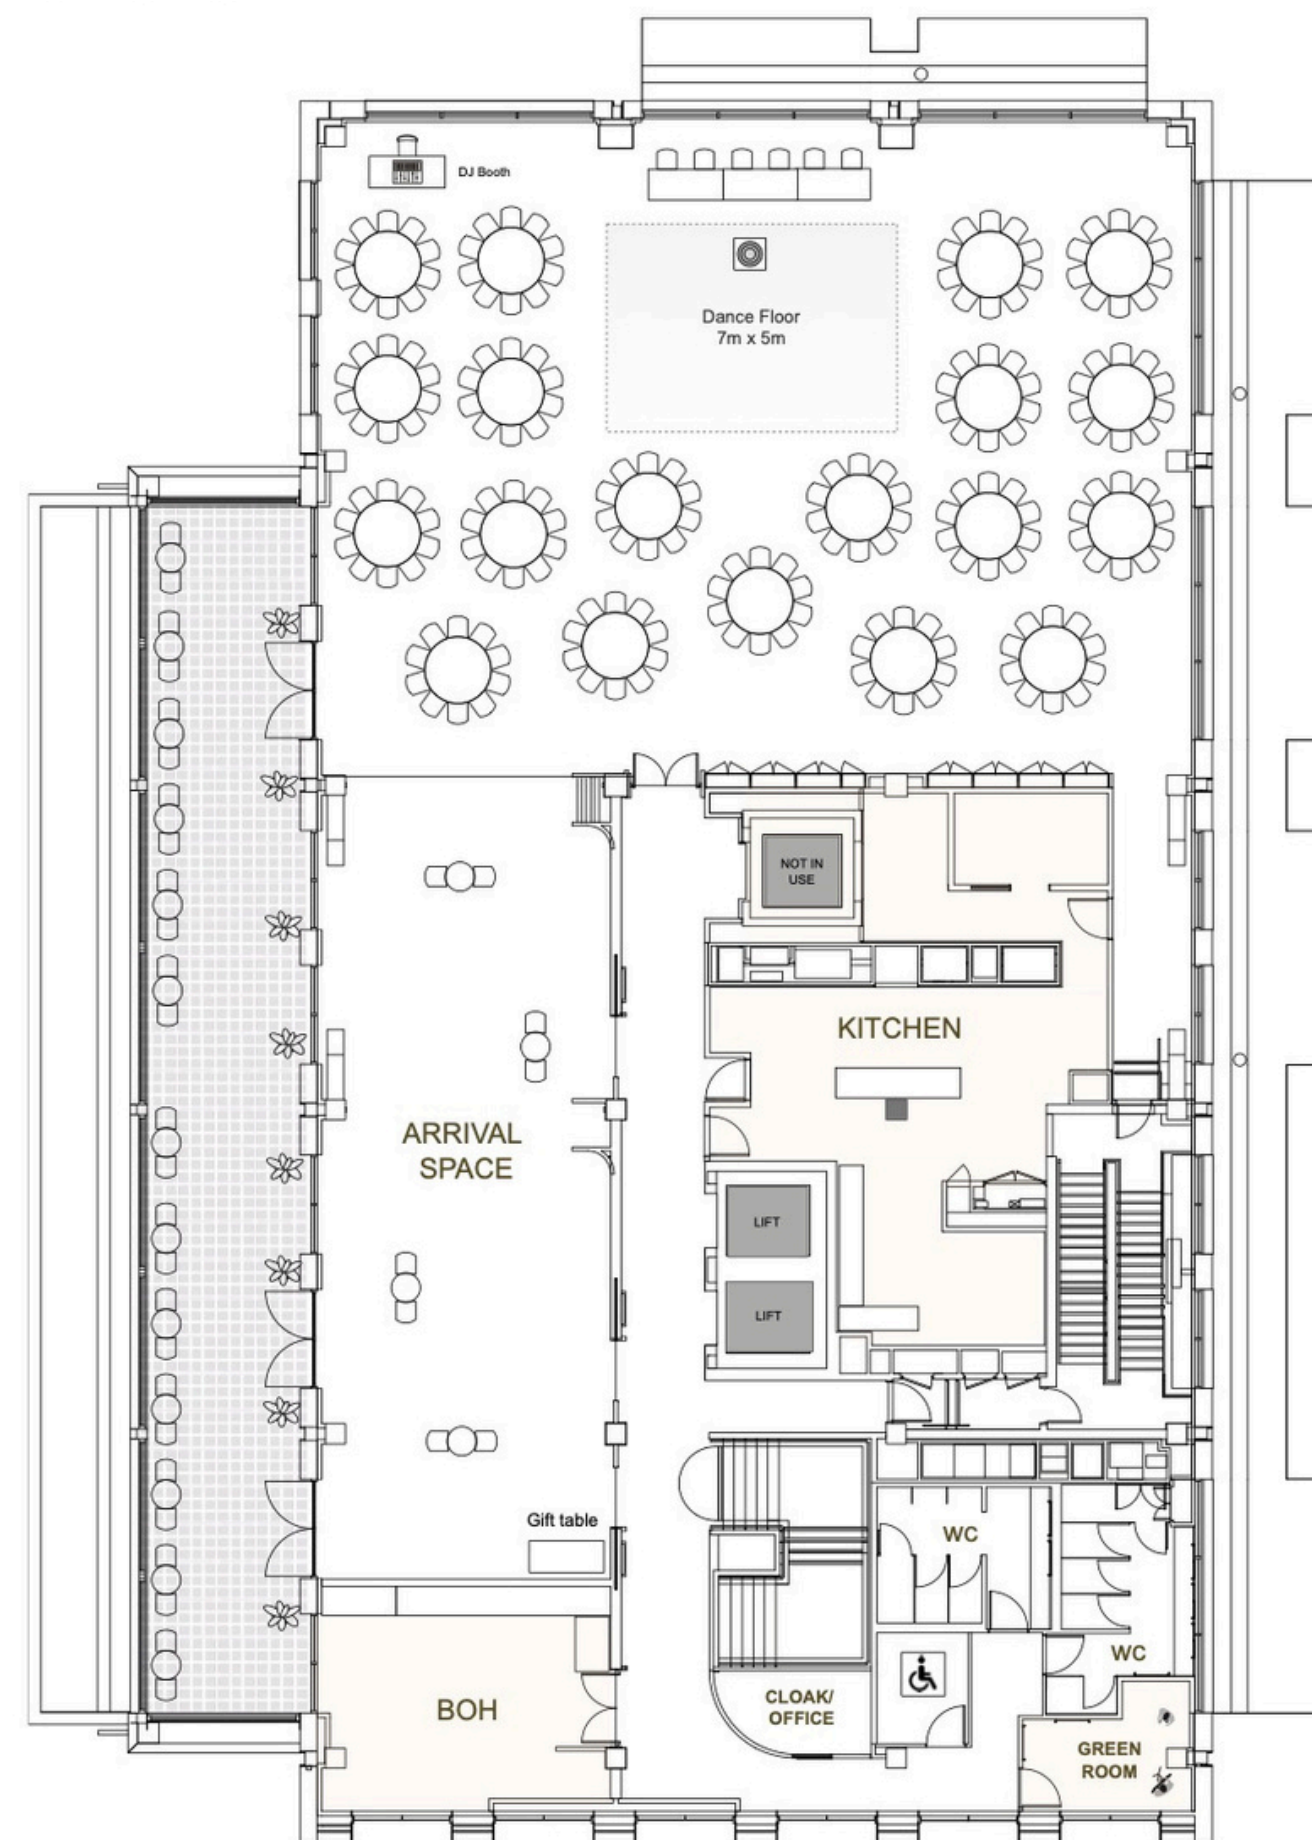 DJ Booth
Dance Floor
7m x 5m
NOT IN
USE
KITCHEN
ARRIVAL
SPACE
LIFT
LIFT
Gift table
WC
WC
BOH
CLOAK/
OFFICE
GREEN
ROOM